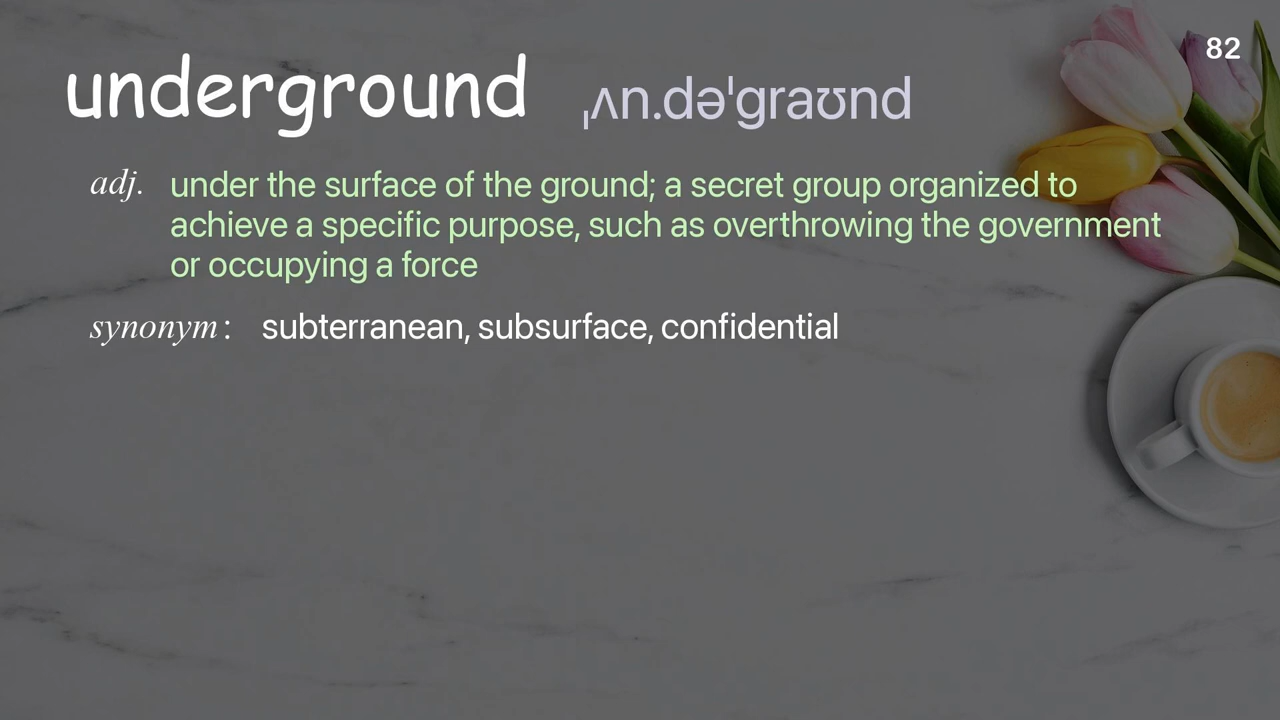 82
underground ˌʌn.dəˈgraʊnd
adj. under the surface of the ground; a secret group organized to
achieve a specific purpose, such as overthrowing the government
or occupying a force
synonym : subterranean, subsurface, confidential